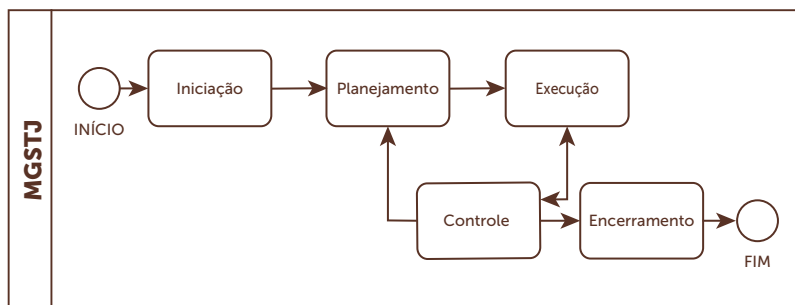 MGSTJ
INÍCIO
Iniciação
Planejamento
Execução
Controle
Encerramento
FIM